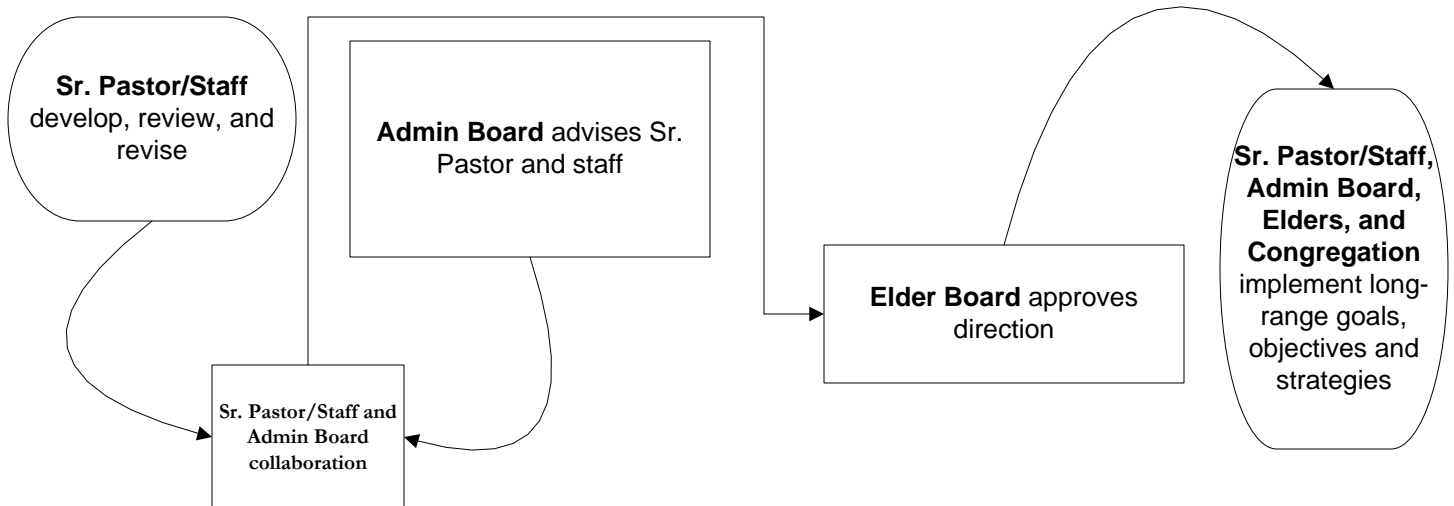 Sr. Pastor/Staff
develop, review, and
revise
Admin Board advises Sr.
Pastor and staff
Sr. Pastor/Staff and
Admin Board
collaboration
Elder Board approves
direction
Sr. Pastor/Staff,
Admin Board,
Elders, and
Congregation
implement long-
range goals,
objectives and
strategies